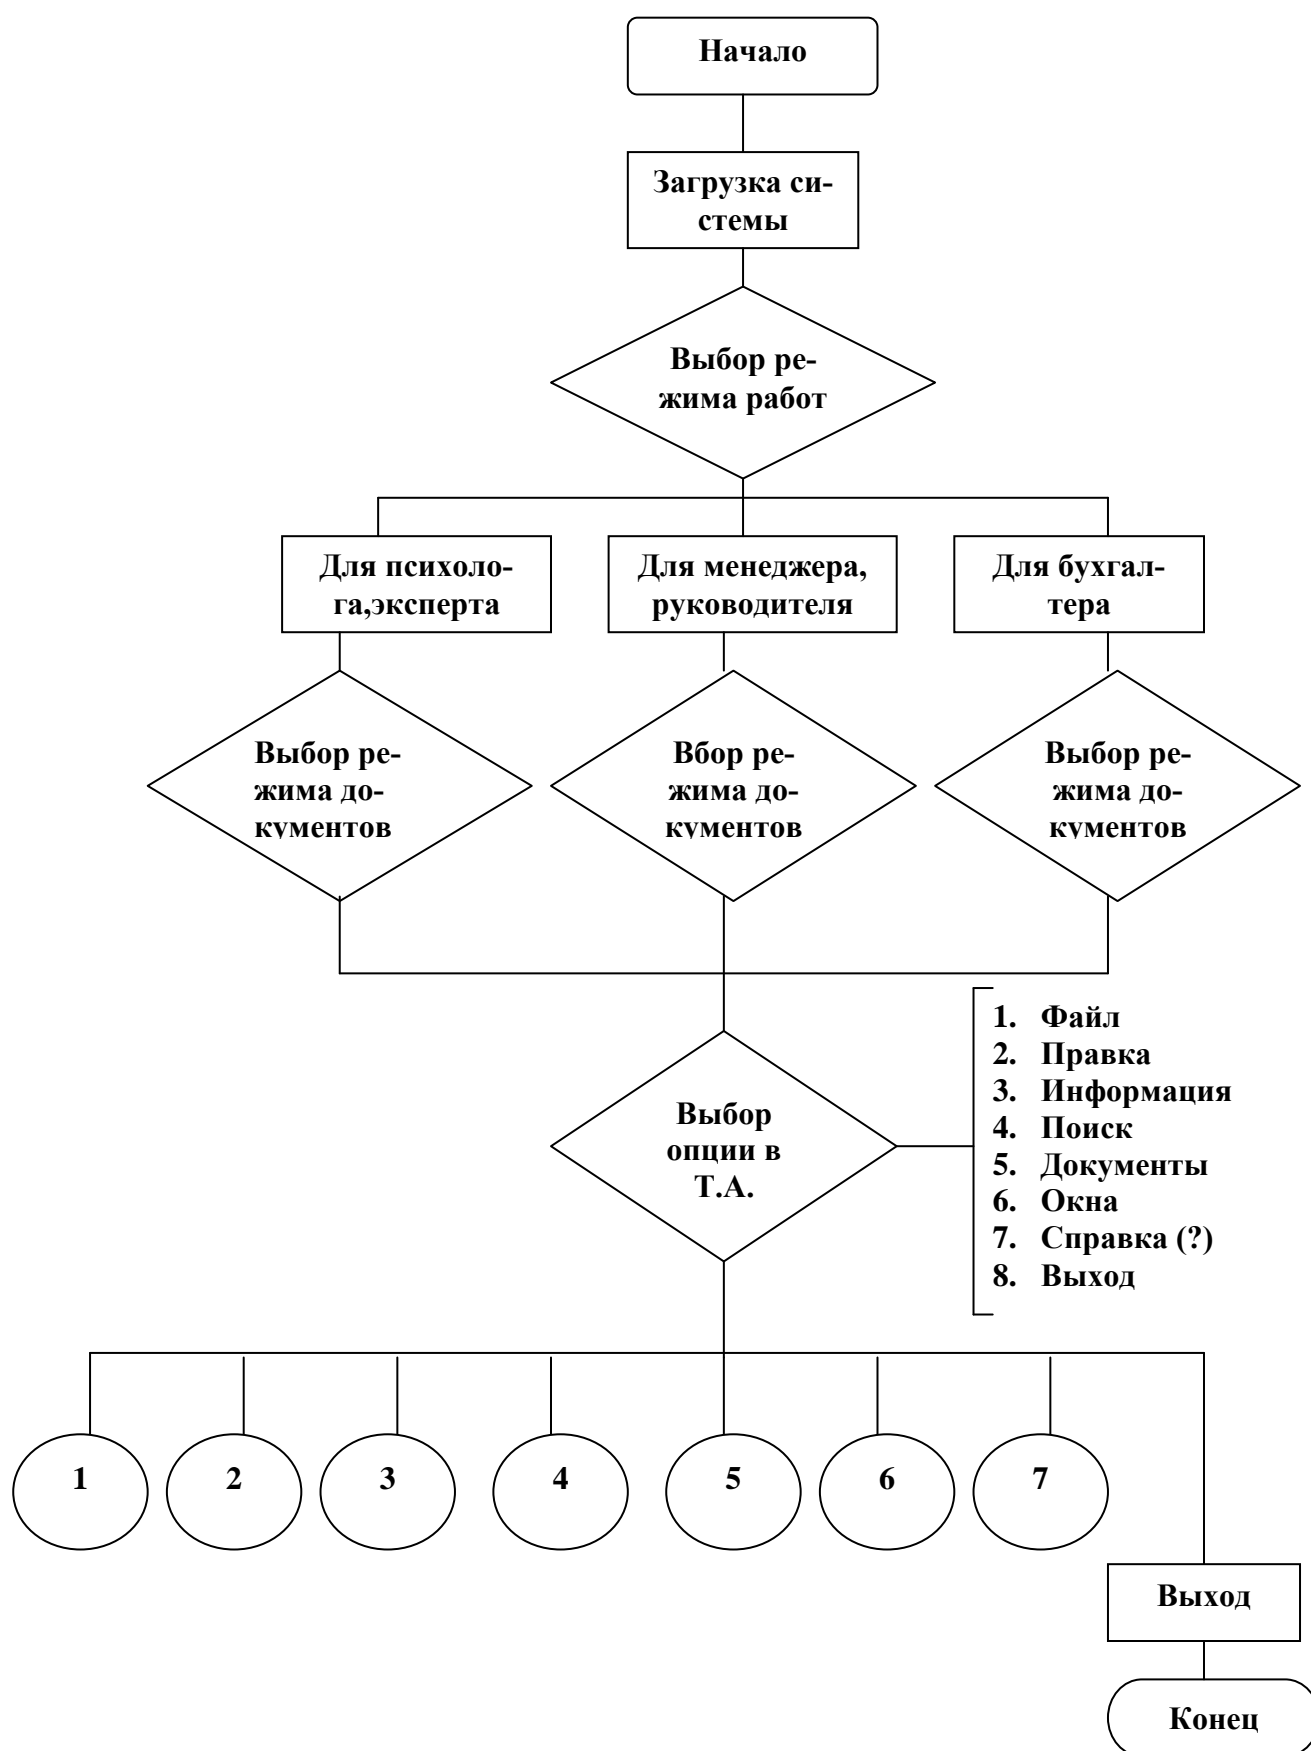 Начало
Загрузка си-
стемы
Выбор ре-
жима работ
Для психоло-
га,эксперта
Для менеджера,
руководителя
Для бухгал-
тера
Выбор ре-
жима до-
кументов
Вбор ре-
жима до-
кументов
Выбор ре-
жима до-
кументов
1. Файл
2. Правка
3. Информация
4. Поиск
5. Документы
6. Окна
7. Справка (?)
8. Выход
Выбор
опции в
Т.А.
1
2
3
4
5
6
7
Выход
Конец